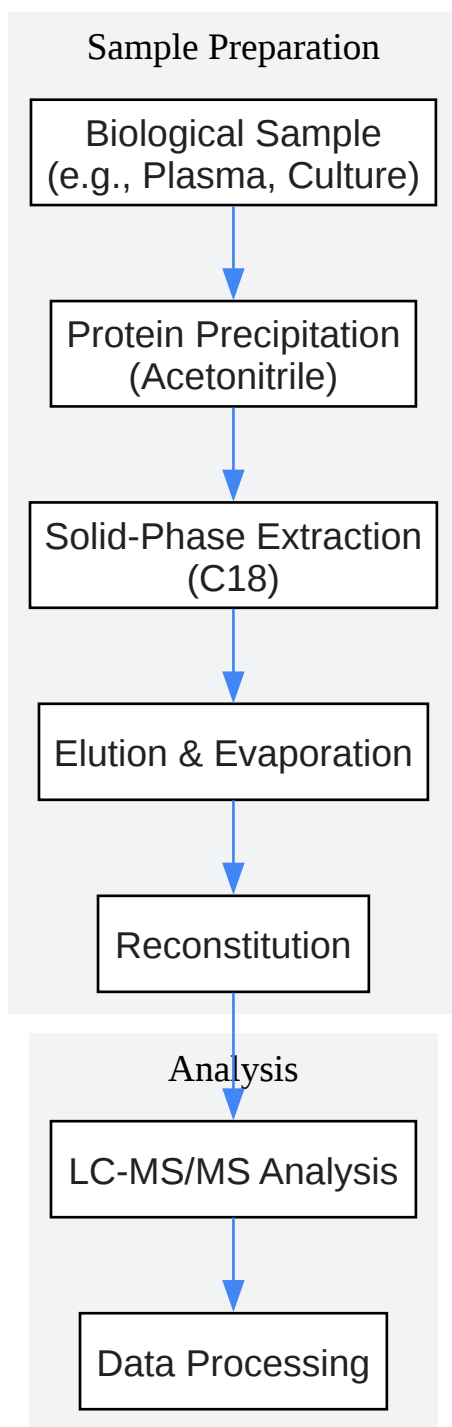 Sample Preparation
Biological Sample
(e.g., Plasma, Culture)
Protein Precipitation
(Acetonitrile)
Solid-Phase Extraction
(C18)
Elution & Evaporation
Reconstitution
Analysis
LC-MS/MS Analysis
Data Processing